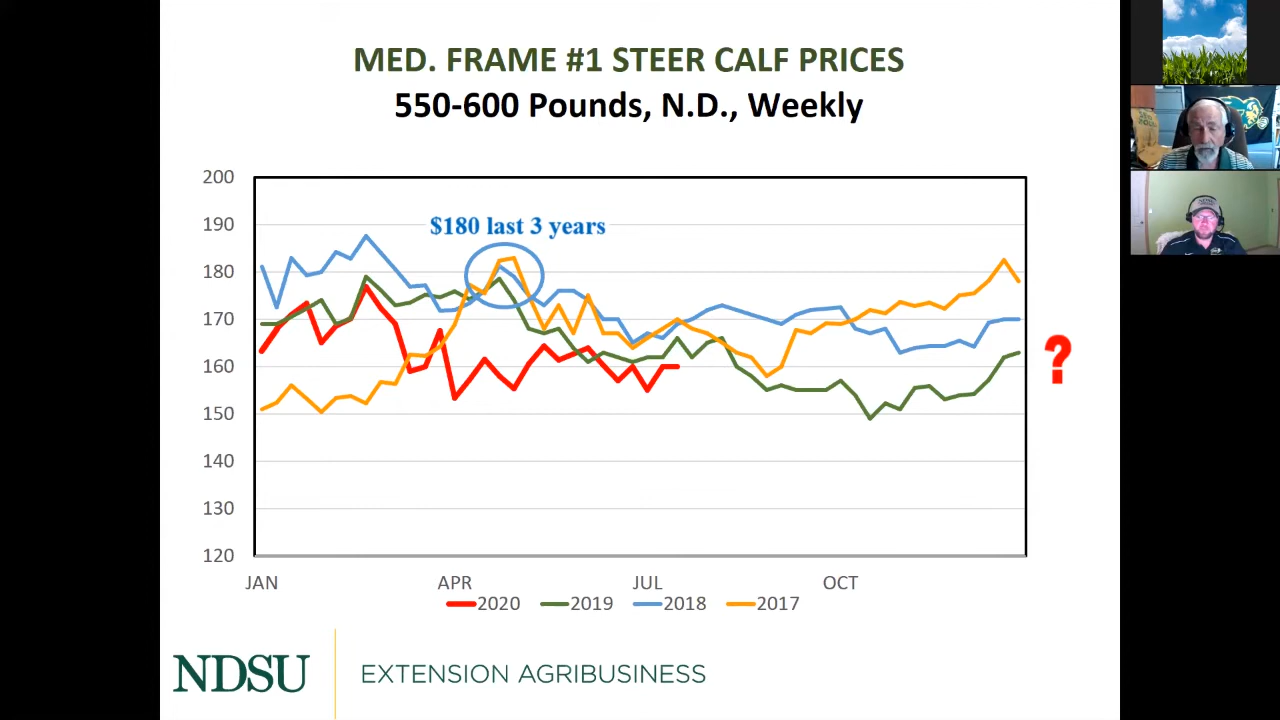 MED. FRAME #1 STEER CALF PRICES
550-600 Pounds, N.D., Weekly
200
190
180
170
160
150
140
130
120
$180 last 3 years
?
JAN APR JUL OCT
2020 2019 2018 2017
NDSU EXTENSION AGRIBUSINESS